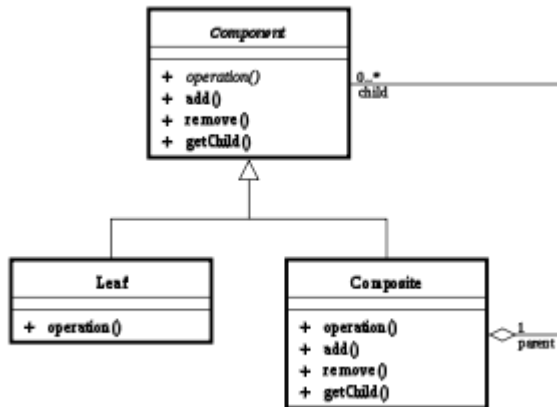 Component
+ operation()
+ add()
+ remove()
+ getChild()
0..*
child
Leaf
+ operation()
Composite
+ operation()
+ add()
+ remove()
+ getChild()
1
parent